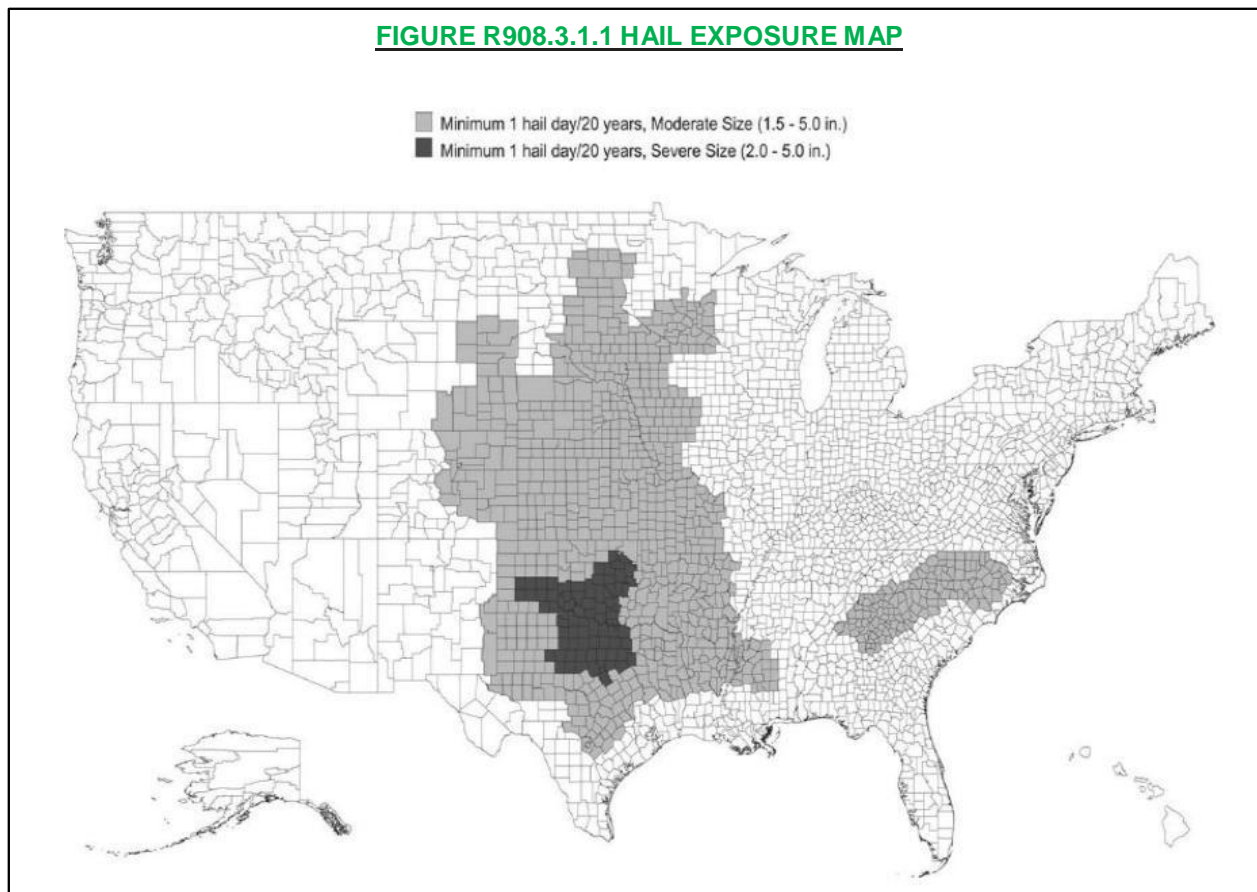 FIGURE R908.3.1.1 HAIL EXPOSURE MAP
Minimum 1 hail day/20 years, Moderate Size (1.5 - 5.0 in.)
Minimum 1 hail day/20 years, Severe Size (2.0 - 5.0 in.)